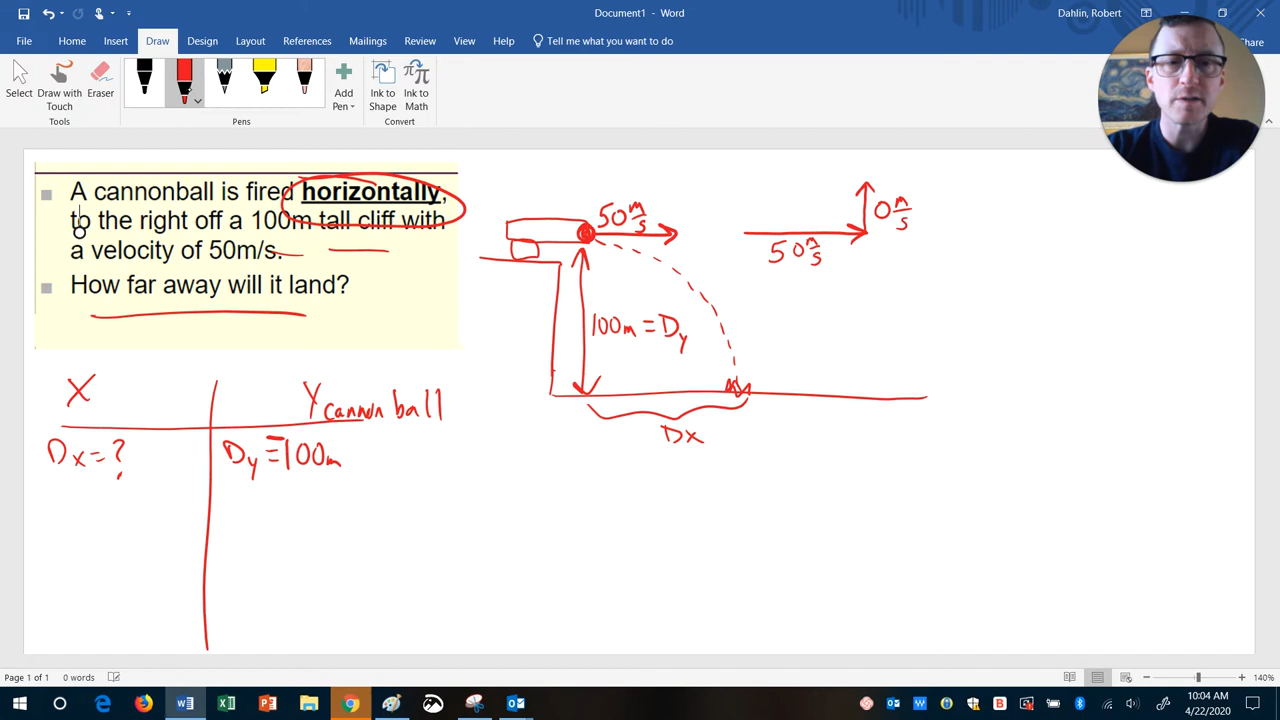 Document1 - Word
Dahlin, Robert
File Home Insert Draw Design Layout References Mailings Review View Help Tell me what you want to do
Share
Select Draw with Touch Eraser
Add Pen
Ink to Shape Ink to Math
Tools Pens Convert
A cannonball is fired horizontally,
to the right off a 100m tall cliff with
a velocity of 50m/s.
How far away will it land?
50 m/s
0 m/s
50 m/s
100m = Dy
Dx
X Y cannon ball
Dx = ? Dy = -100m
Page 1 of 1 0 words
140%
10:04 AM
4/22/2020